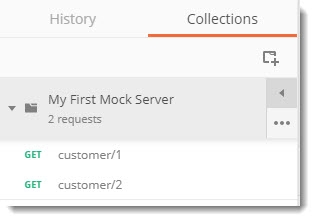 History Collections
My First Mock Server
2 requests
GET customer/1
GET customer/2